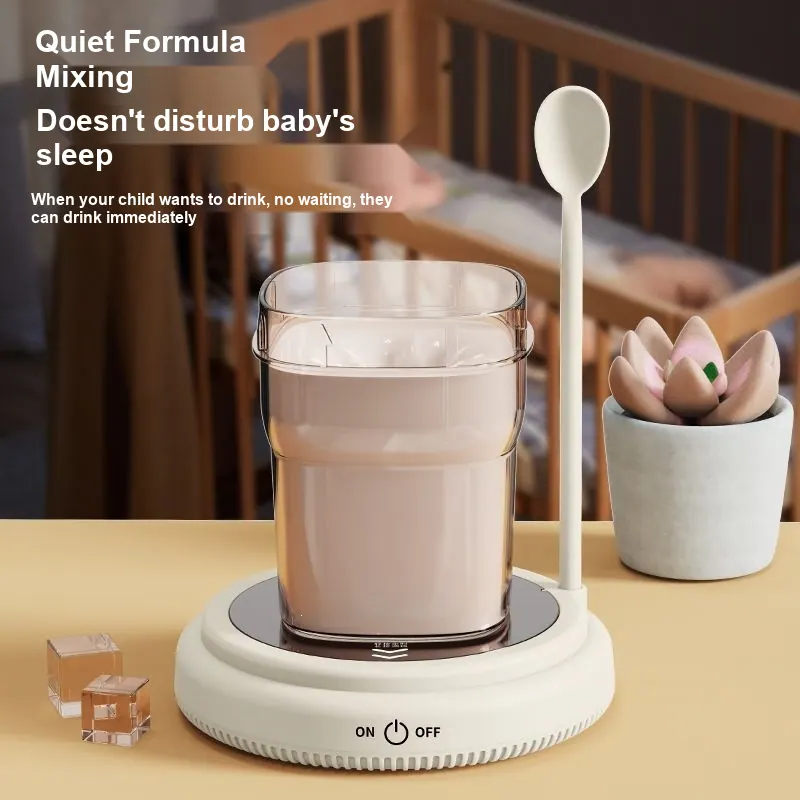 Quiet Formula
Mixing
Doesn't disturb baby's
sleep
When your child wants to drink, no waiting, they
can drink immediately
ON OFF